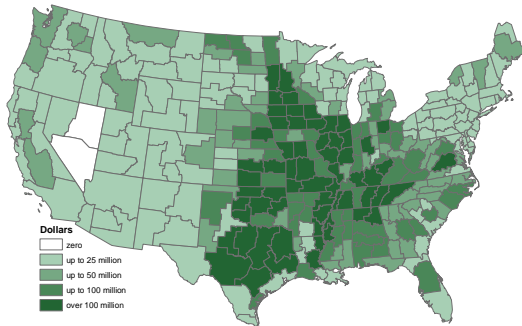 Dollars
zero
up to 25 million
up to 50 million
up to 100 million
over 100 million